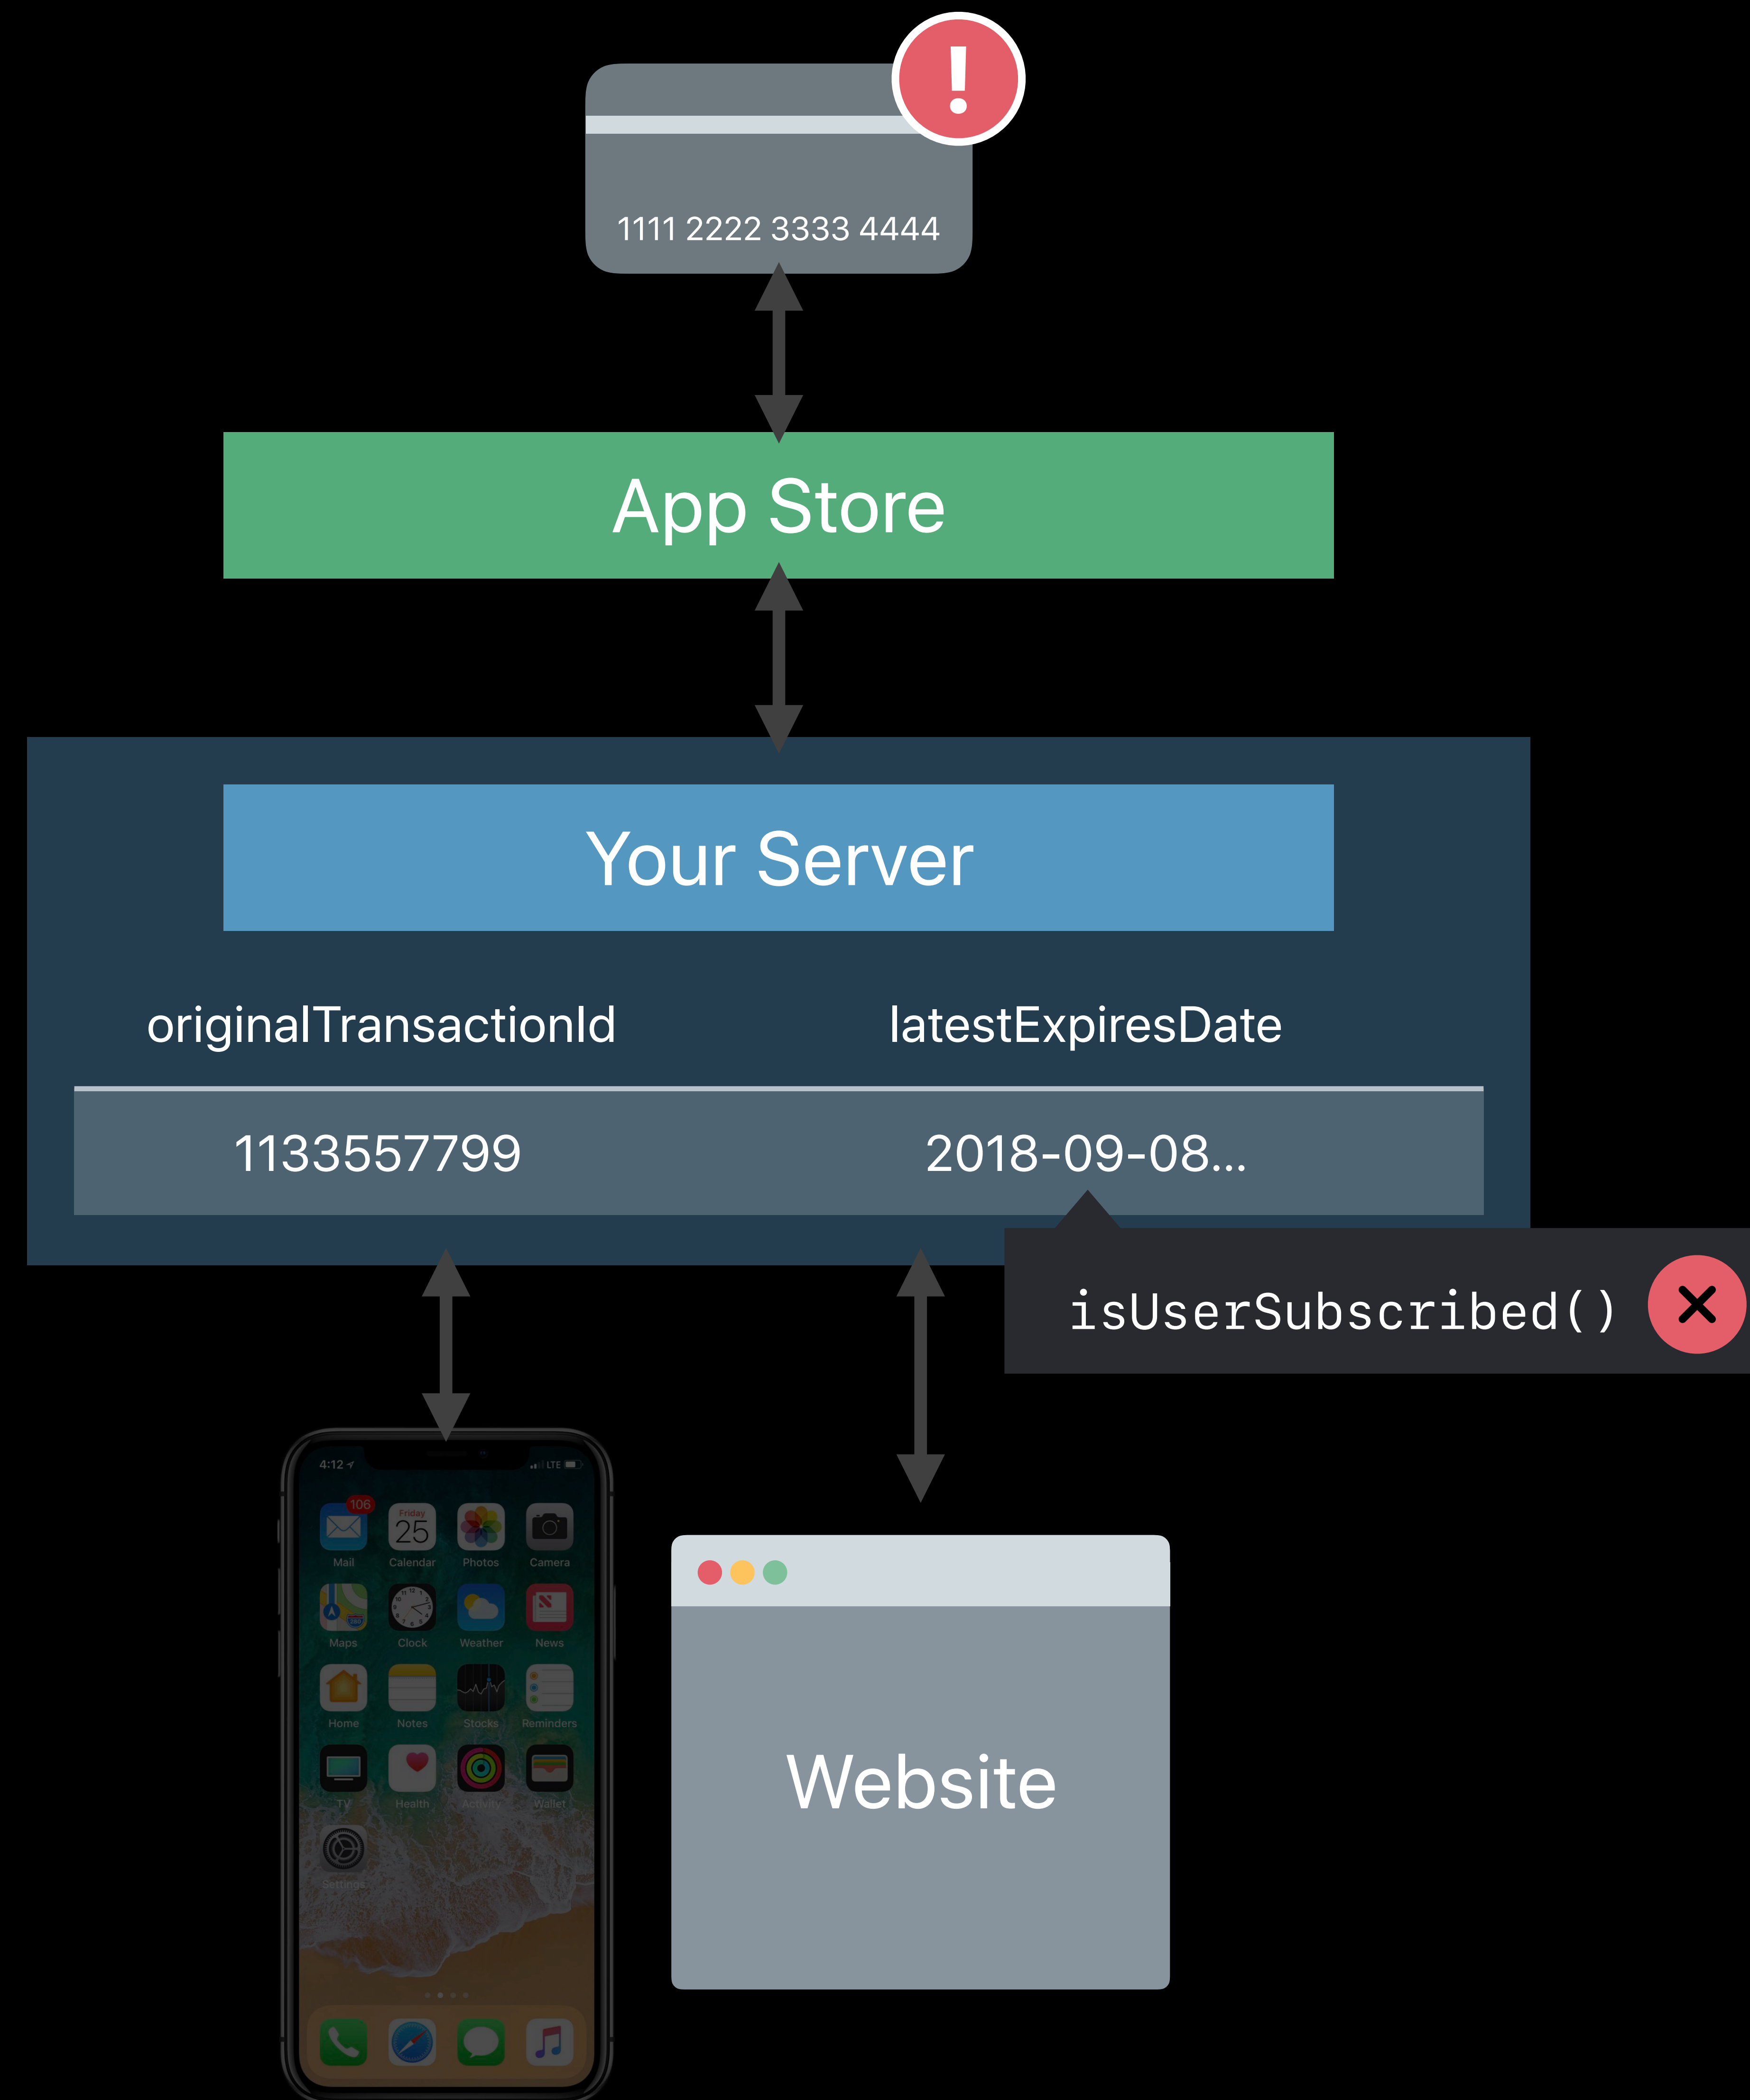 !
1111 2222 3333 4444
App Store
Your Server
originalTransactionId latestExpiresDate
1133557799 2018-09-08...
isUserSubscribed()
4:12 LTE
106
Friday
25
Mail Calendar Photos Camera
Maps Clock Weather News
Home Notes Stocks Reminders
TV Health Activity Wallet
Settings
Website